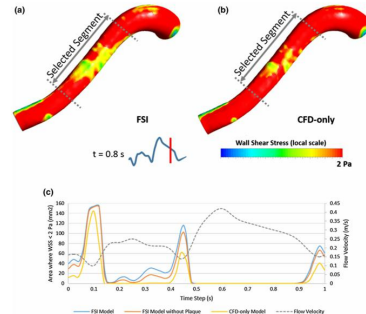 (a)
(b)
Selected Segment
Selected Segment
FSI
CFD-only
t = 0.8 s
Wall Shear Stress (local scale)
2 Pa
(c)
Area where WSS < 2 Pa (mm2)
160
140
120
100
80
60
40
20
0
0
0.1
0.2
0.3
0.4
0.5
0.6
0.7
0.8
0.9
1
Time Step (s)
0.45
0.4
0.35
0.3
0.25
0.2
0.15
0.1
0.05
0
Flow Velocity (m/s)
FSI Model
FSI Model without Plaque
CFD-only Model
Flow Velocity